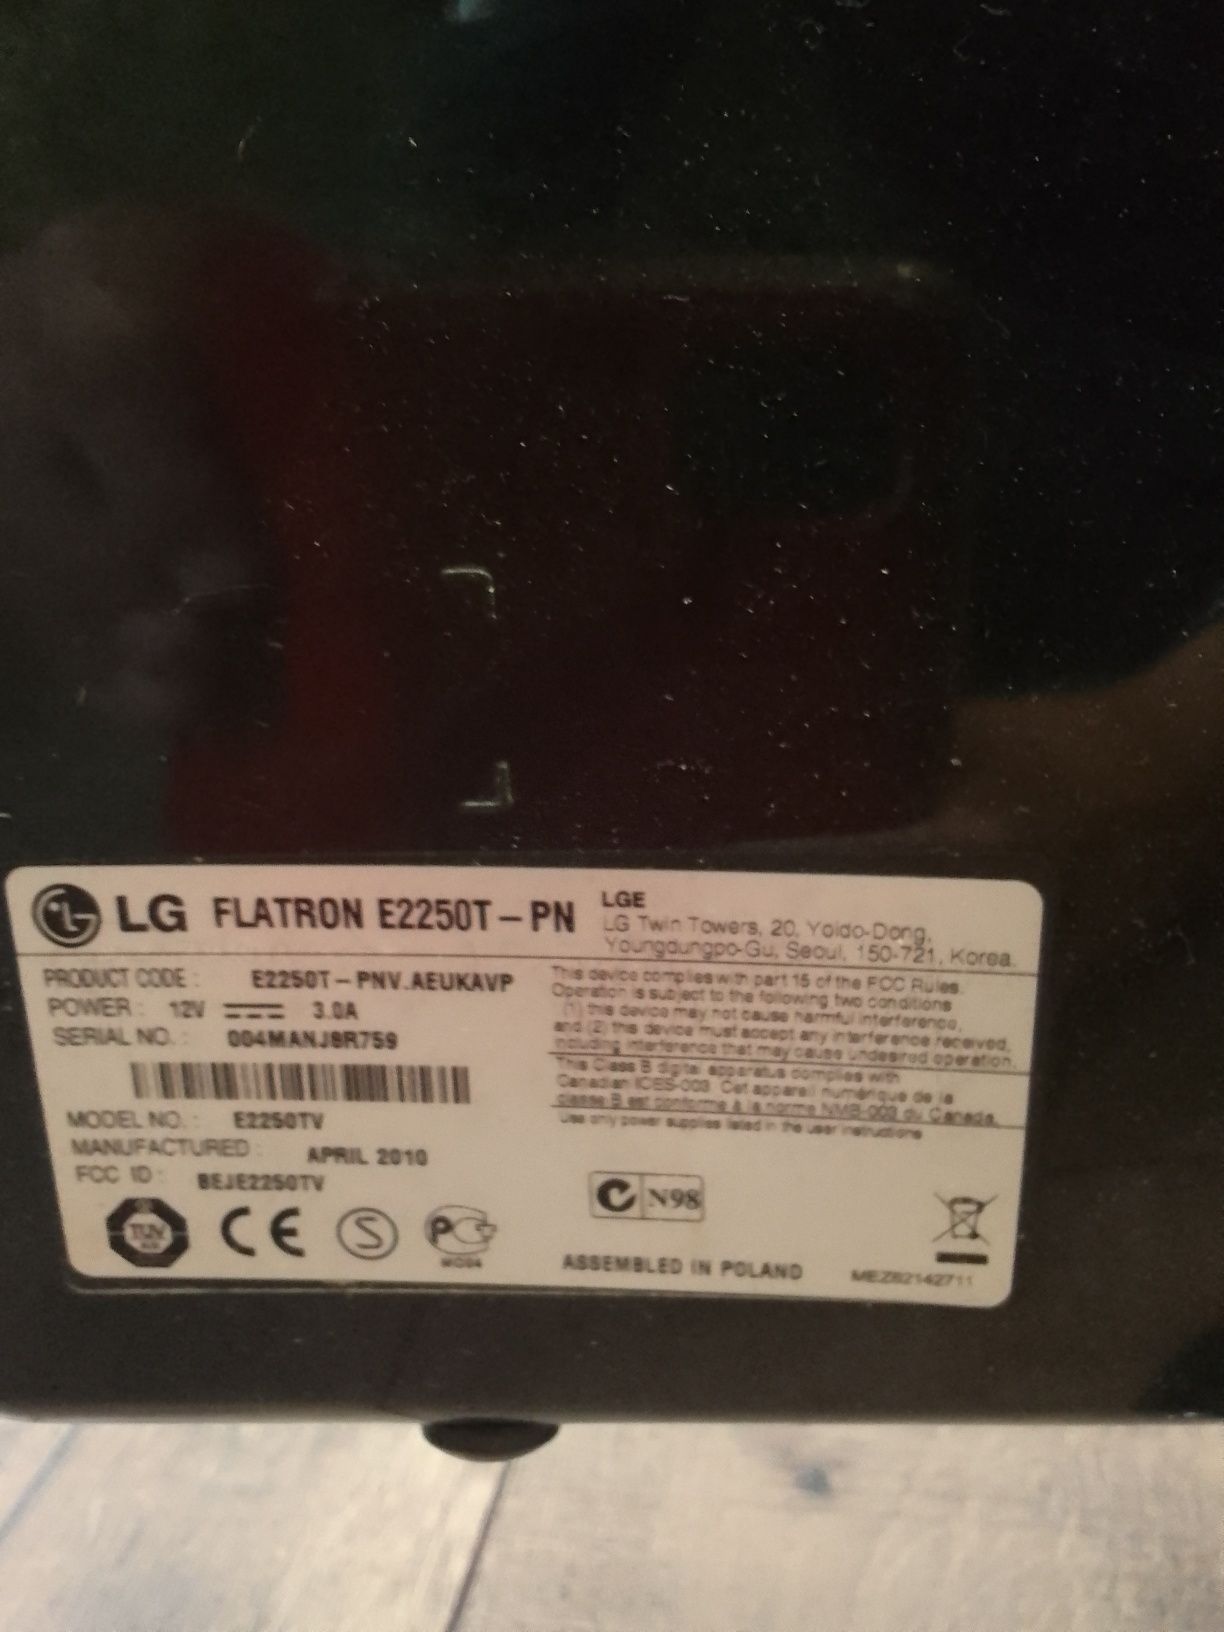 LG FLATRON E2250T-PN
LGE
LG Twin Towers, 20, Yoido-Dong,
Youngdungpo-Gu, Seoul, 150-721, Korea.
PRODUCT CODE : E2250T-PNV.AEUKAVP
POWER : 12V 3.0A
SERIAL NO. : 004MANJ8R759
MODEL NO. : E2250TV
MANUFACTURED : APRIL 2010
FCC ID : BEJE2250TV
This device complies with part 15 of the FCC Rules.
Operation is subject to the following two conditions
(1) this device may not cause harmful interference,
and (2) this device must accept any interference received,
including interference that may cause undesired operation.
This Class B digital apparatus complies with
Canadian ICES-003 Cet appareil numérique de la
classe B est conforme à la norme NMB-003 du Canada.
Use only power supplies listed in the user instructions
TUV
CE
S
N98
ASSEMBLED IN POLAND
MEZ62142711